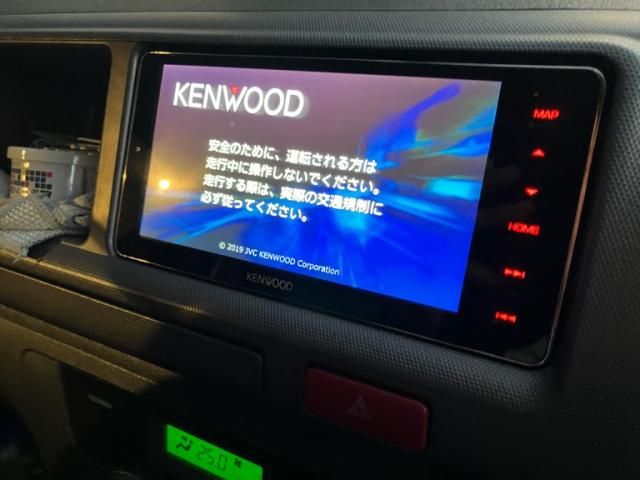 KENWOOD
安全のために、運転される方は
走行中に操作しないでください。
走行する際は、実際の交通規制に
必ず従ってください。
© 2019 JVC KENWOOD Corporation
KENWOOD
MAP
HOME
25.0